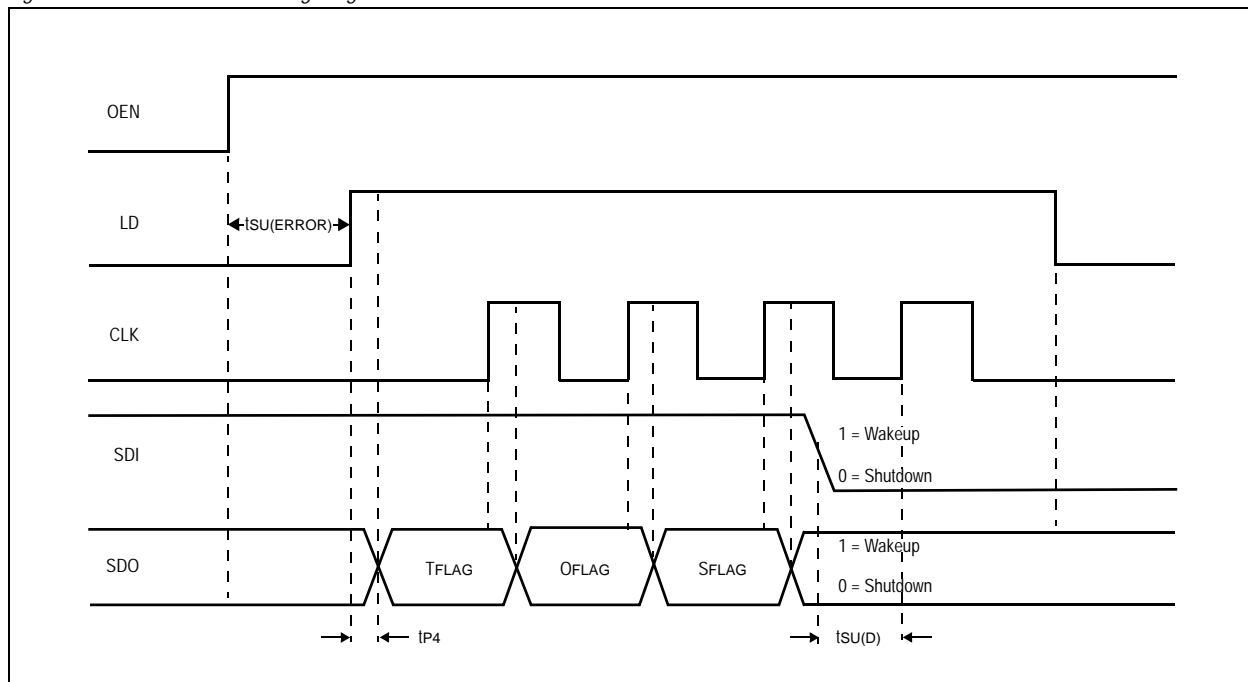 OEN
LD
tSU(ERROR)
CLK
SDI
1 = Wakeup
0 = Shutdown
SDO
TFLAG
OFLAG
SFLAG
1 = Wakeup
0 = Shutdown
tP4
tSU(D)